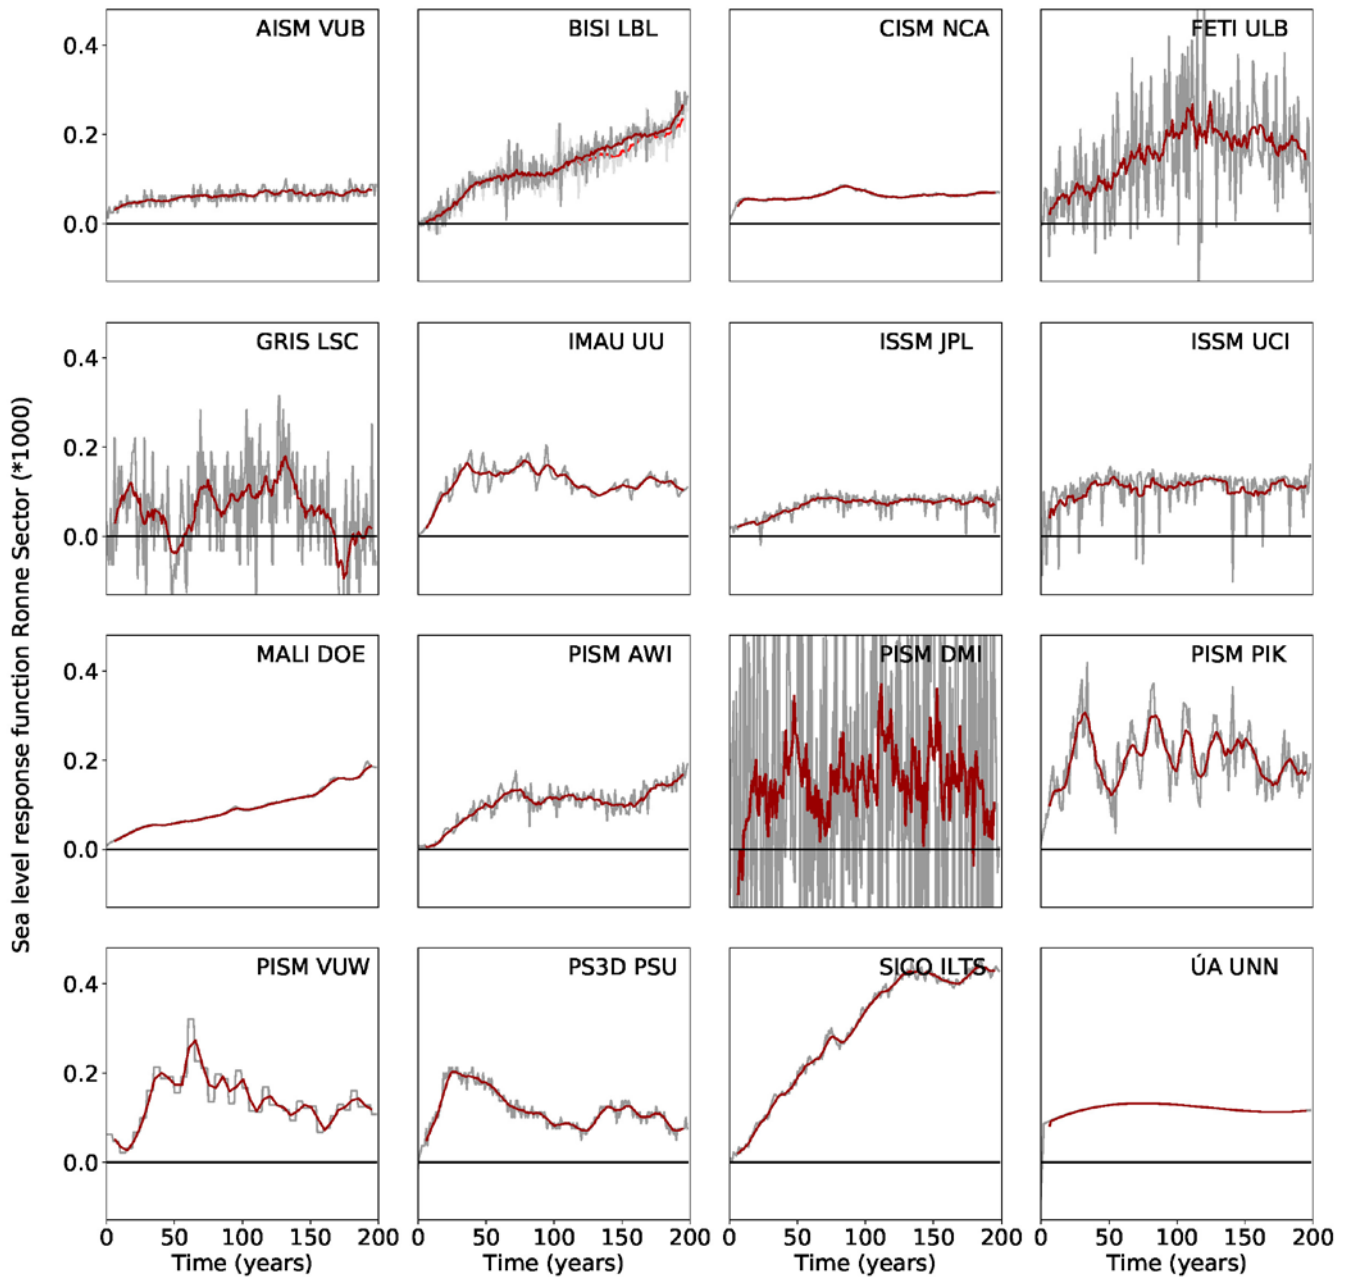 AISM VUB
BISI LBL
CISM NCA
FETI ULB
0.4
0.2
0.0
GRIS LSC
IMAU UU
ISSM JPL
ISSM UCI
0.4
0.2
0.0
Sea level response function Ronne Sector (*1000)
MALI DOE
PISM AWI
PISM DMI
PISM PIK
0.4
0.2
0.0
PISM VUW
PS3D PSU
SICO ILTS
ÚA UNN
0.4
0.2
0.0
0 50 100 150 200
0 50 100 150 200
0 50 100 150 200
0 50 100 150 200
Time (years)
Time (years)
Time (years)
Time (years)